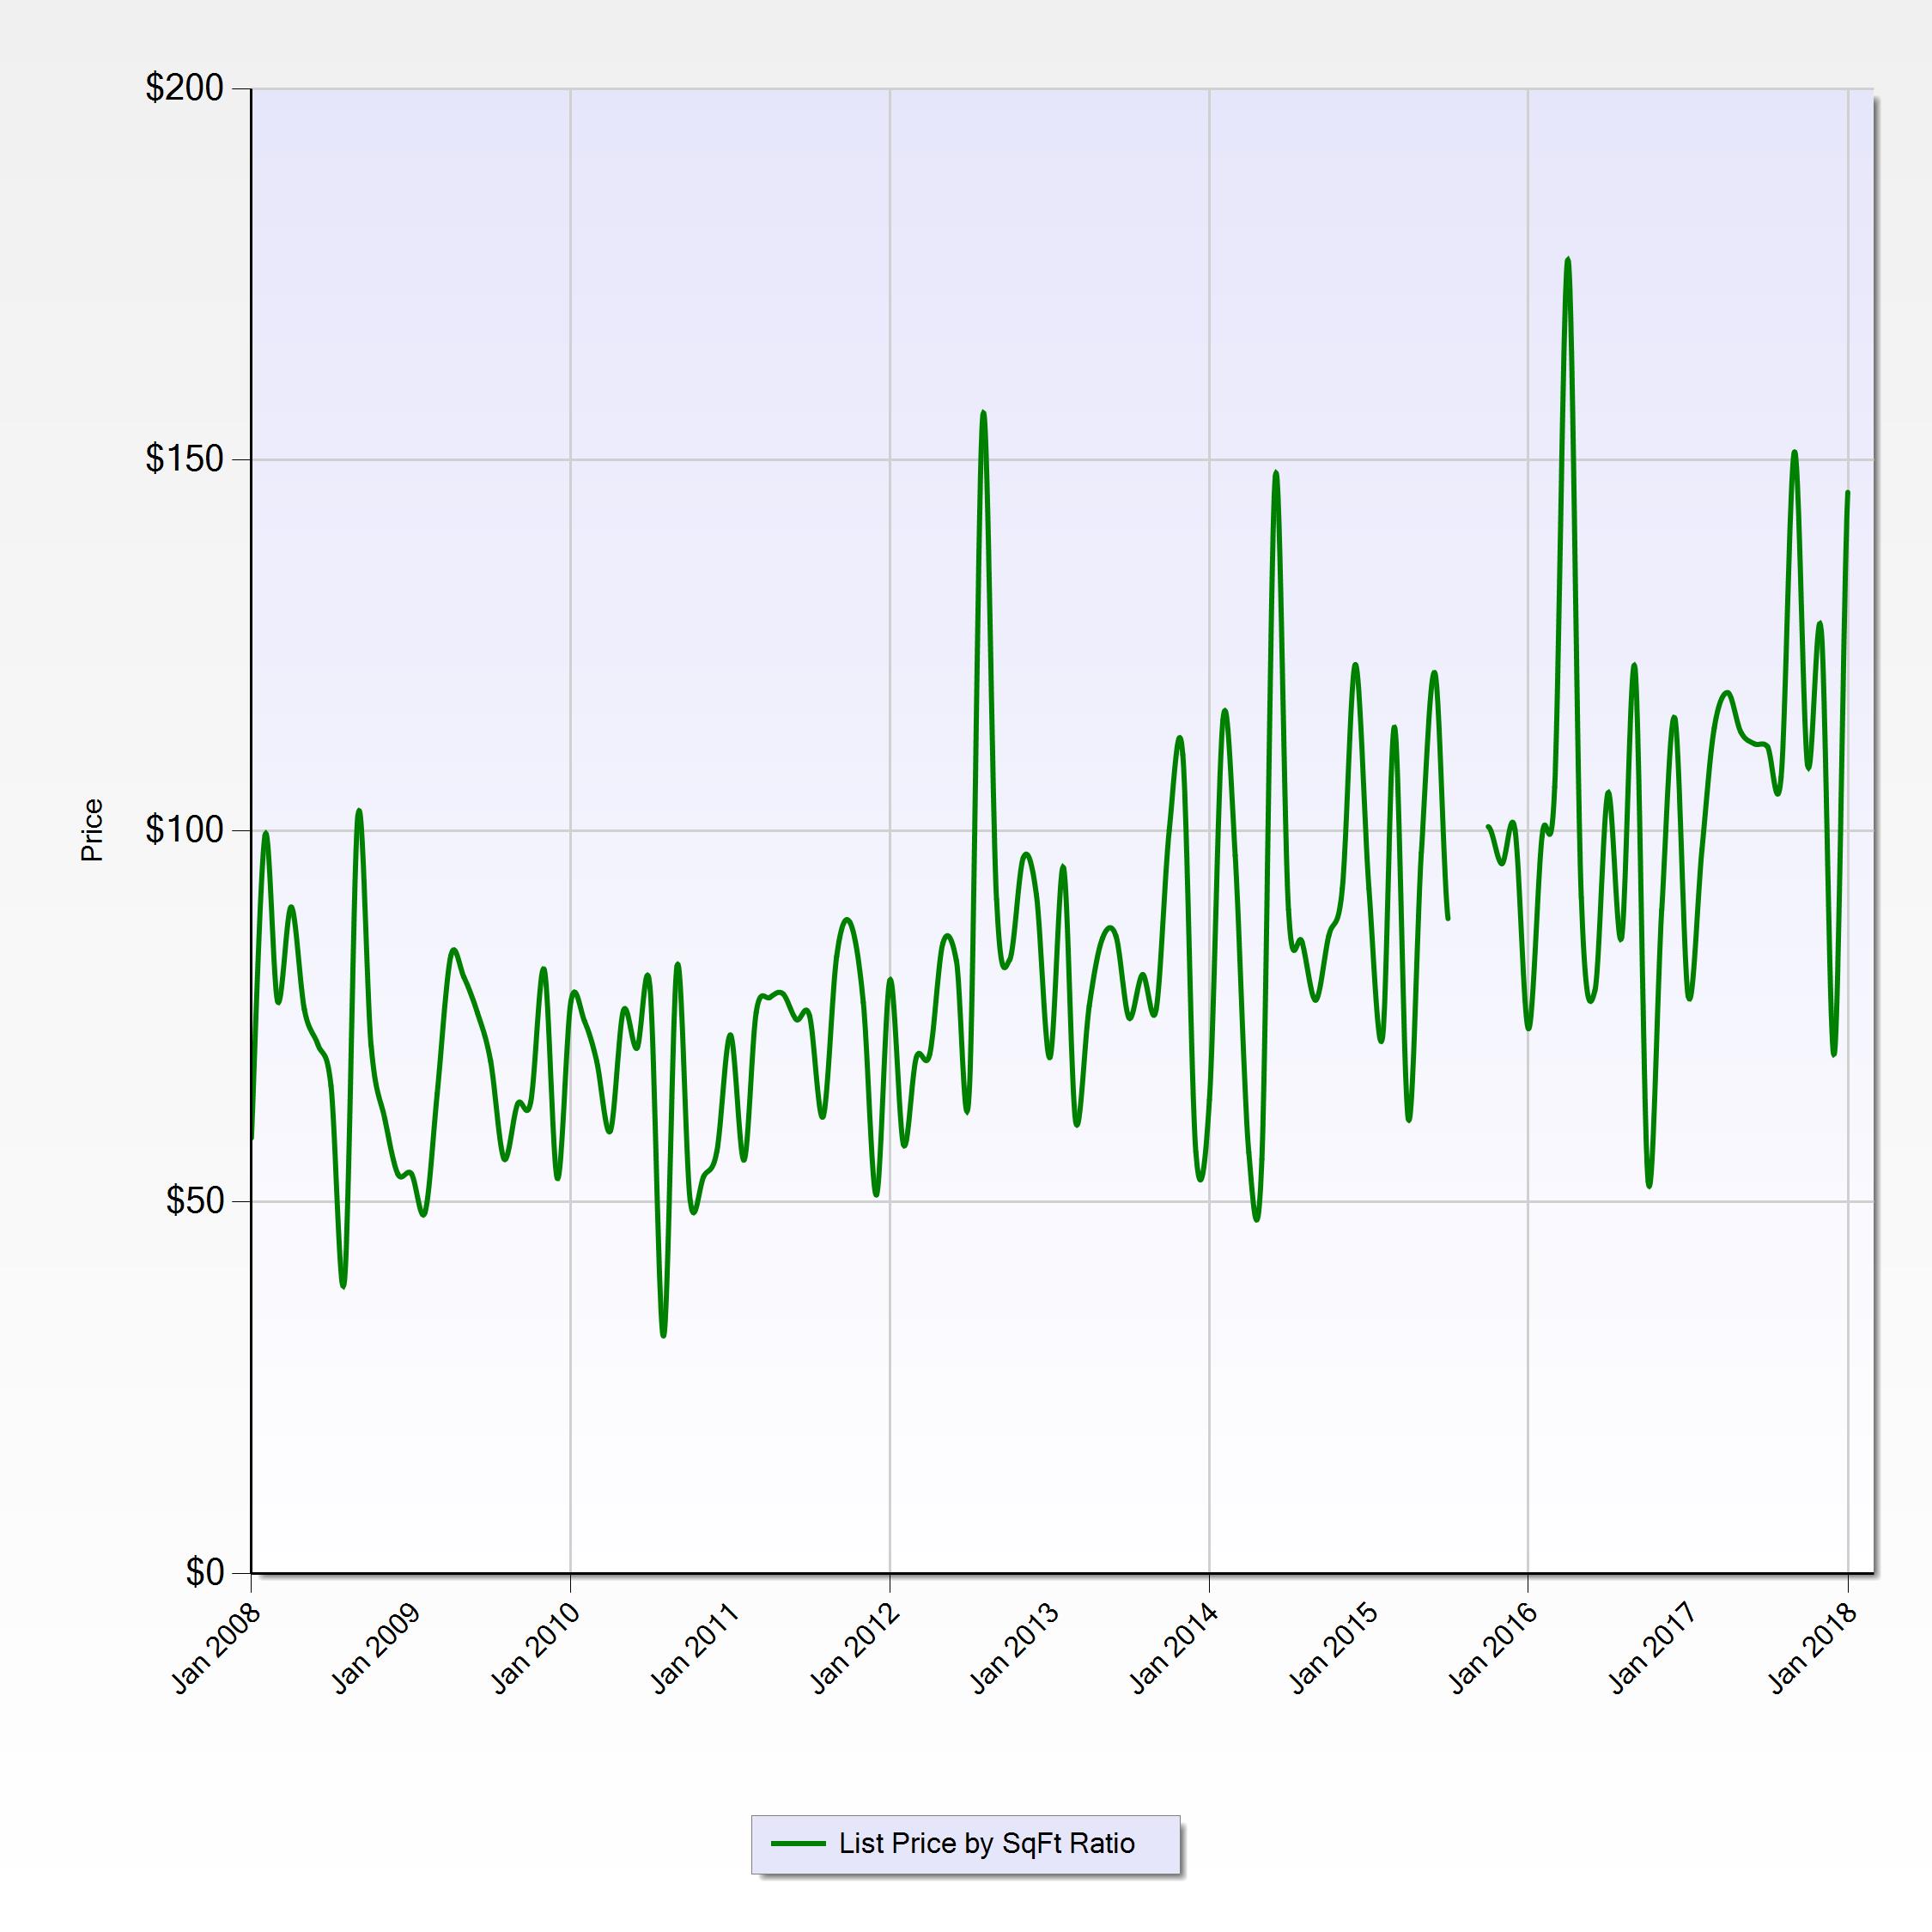 $200
$150
$100
$50
$0
Price
Jan 2008
Jan 2009
Jan 2010
Jan 2011
Jan 2012
Jan 2013
Jan 2014
Jan 2015
Jan 2016
Jan 2017
Jan 2018
List Price by SqFt Ratio